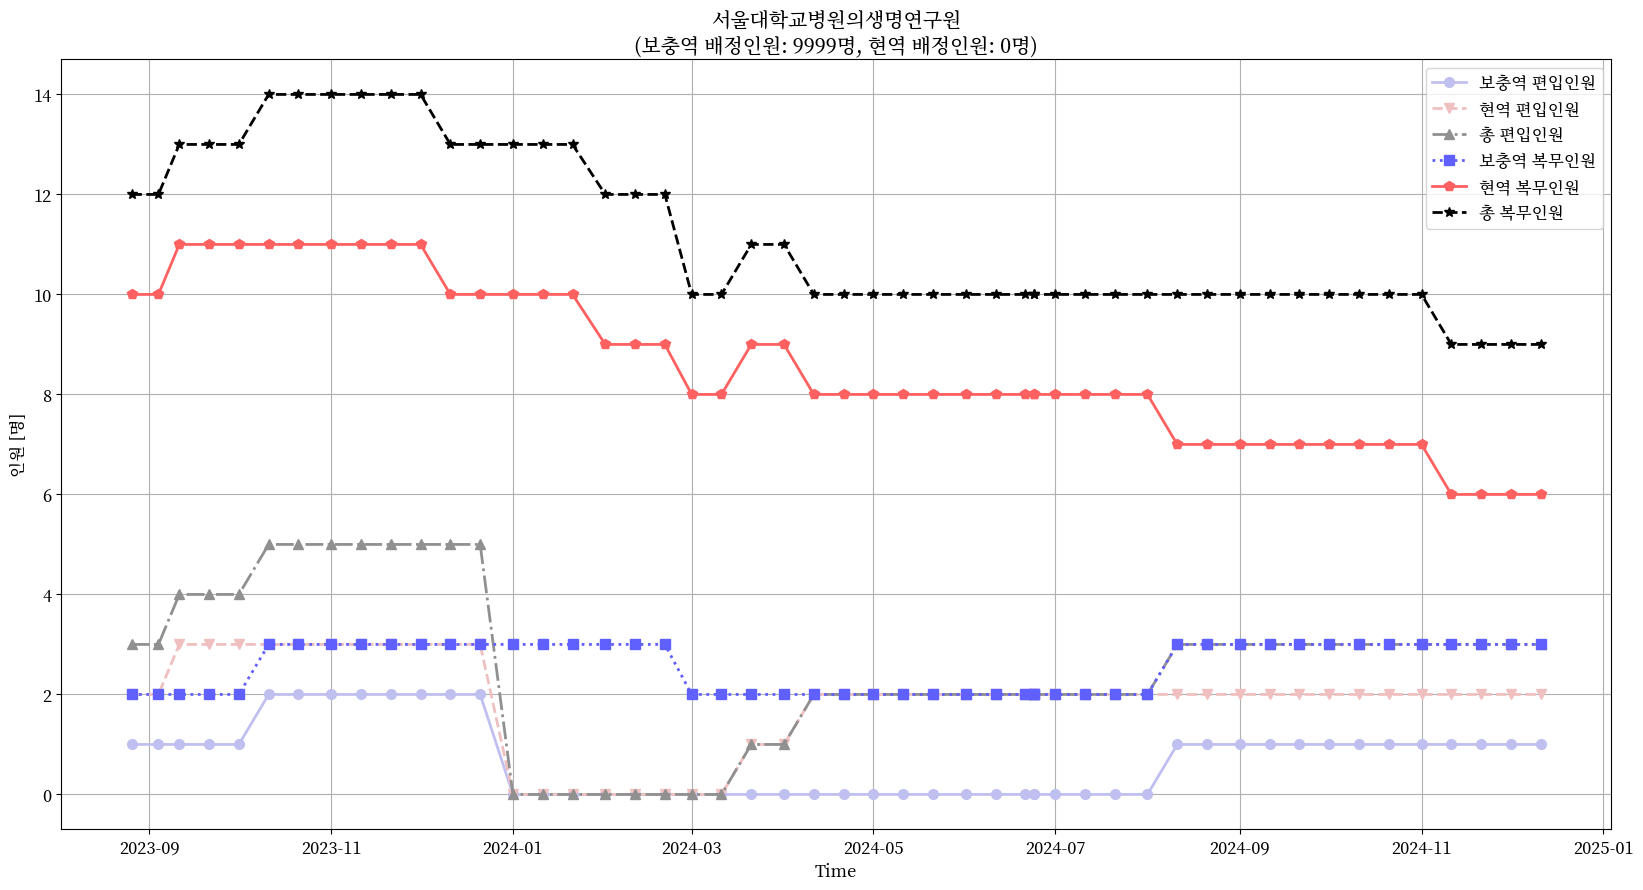 서울대학교병원의생명연구원
(보충역 배정인원: 9999명, 현역 배정인원: 0명)
보충역 편입인원
현역 편입인원
총 편입인원
보충역 복무인원
현역 복무인원
총 복무인원
인원 [명]
14
12
10
8
6
4
2
0
2023-09
2023-11
2024-01
2024-03
2024-05
2024-07
2024-09
2024-11
2025-01
Time